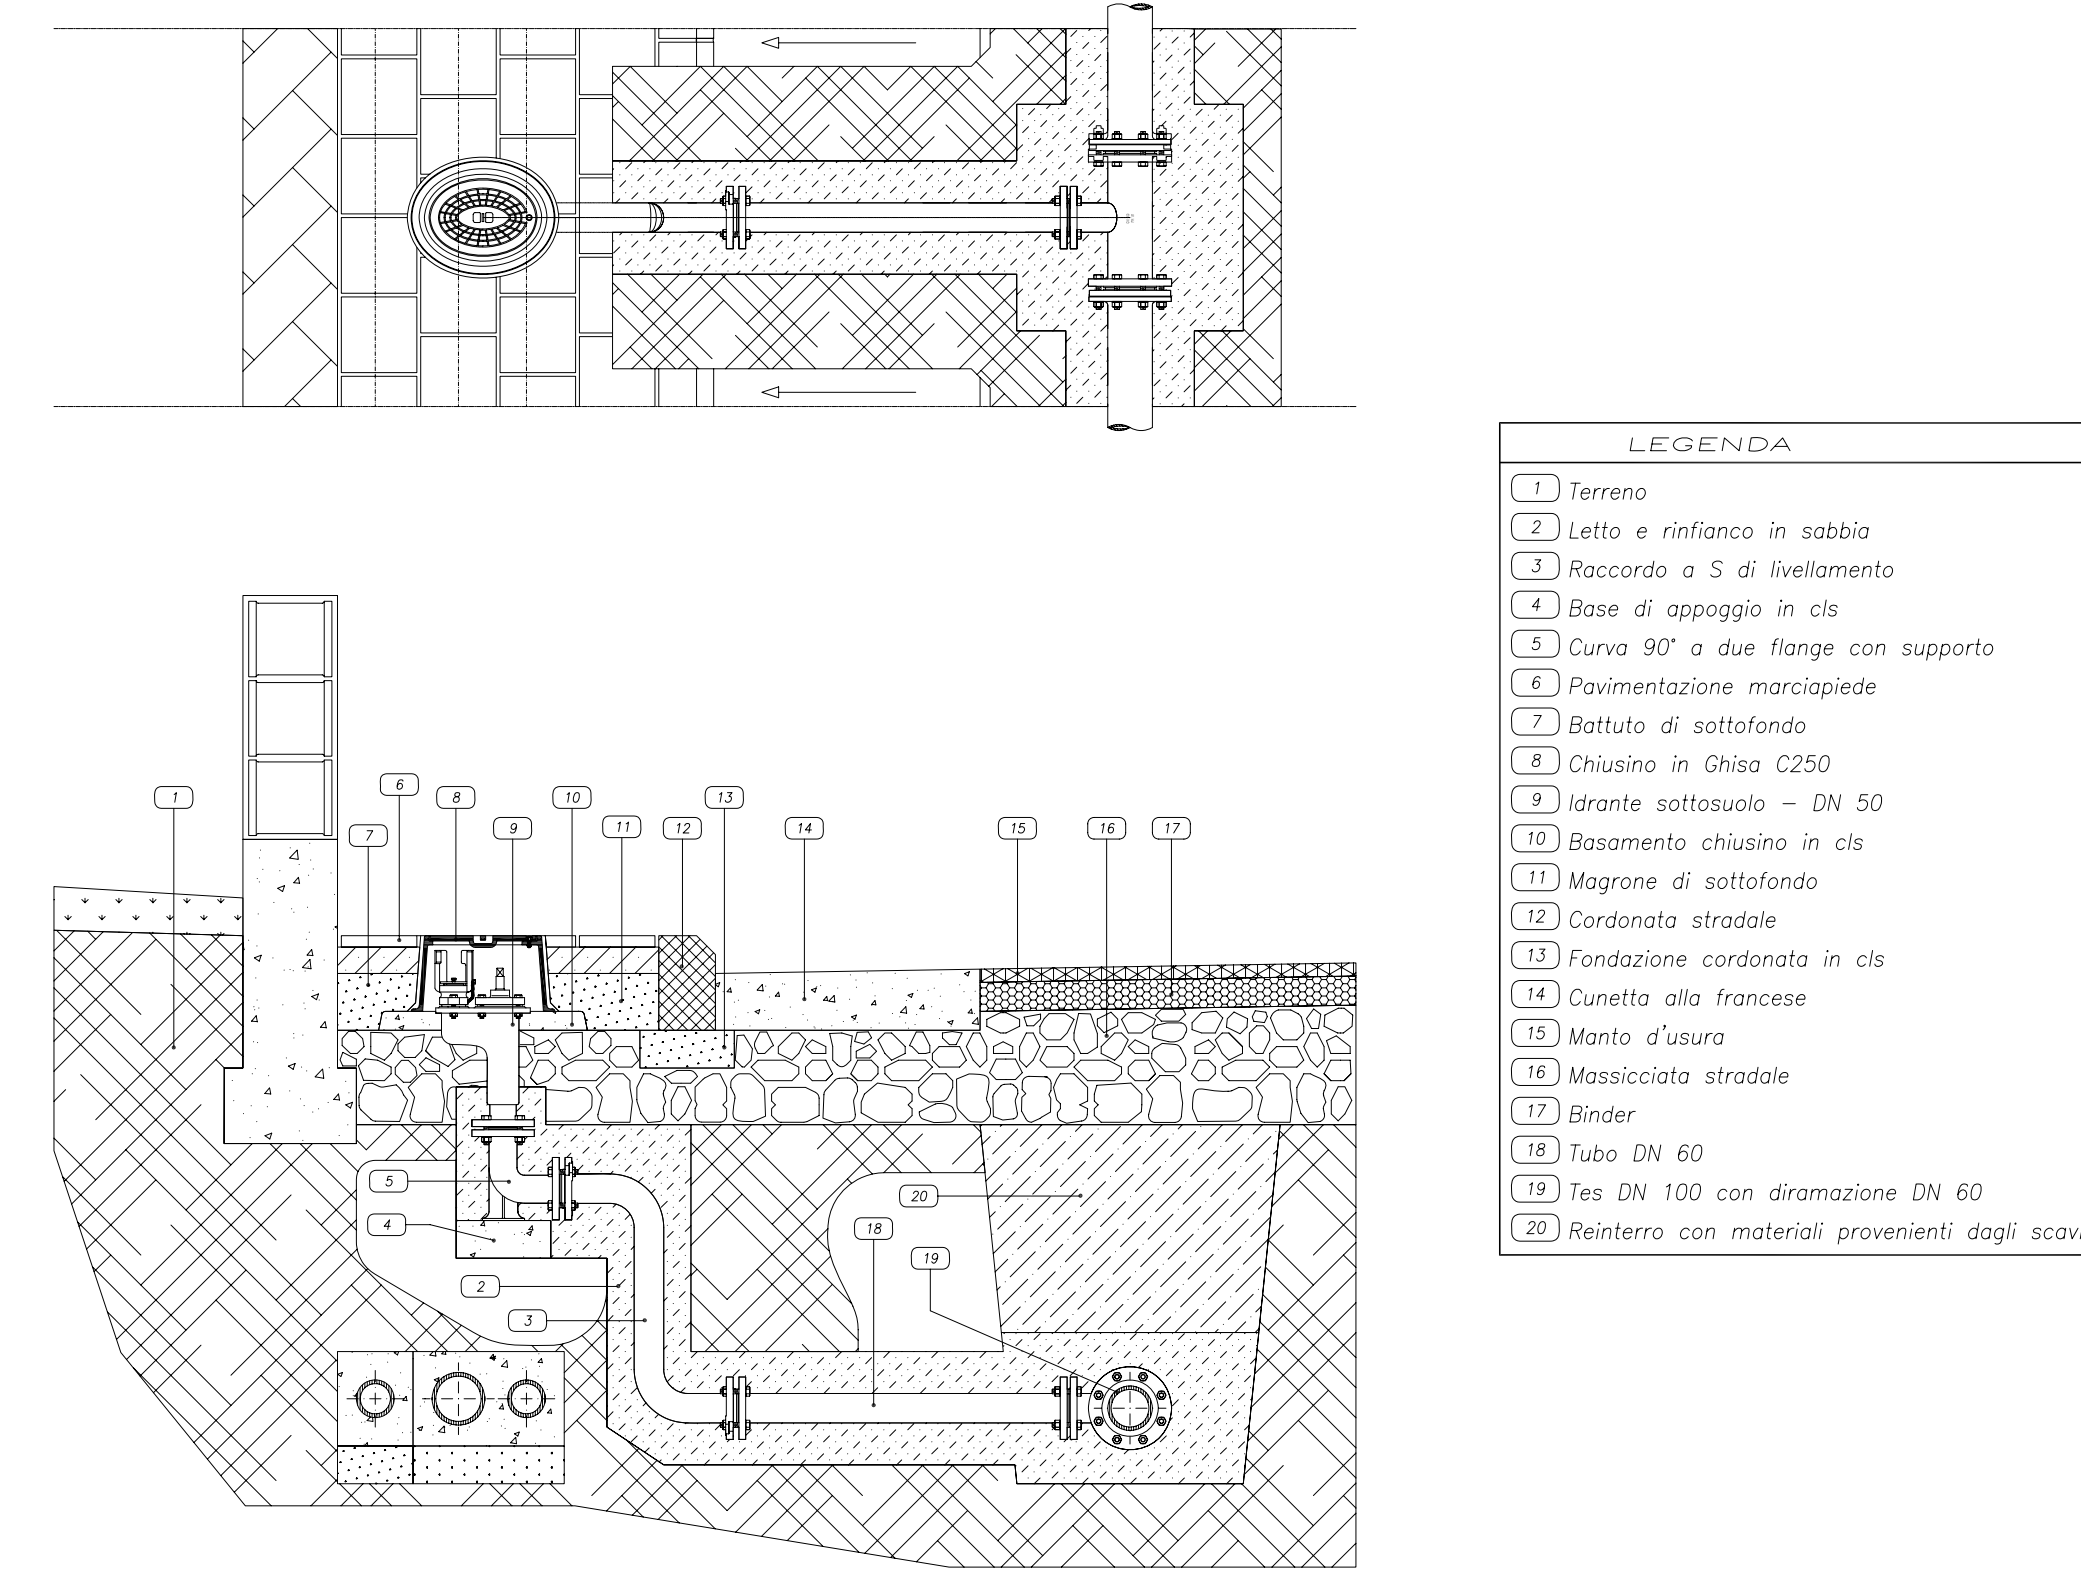 LEGENDA
1 Terreno
2 Letto e rinfianco in sabbia
3 Raccordo a S di livellamento
4 Base di appoggio in cls
5 Curva 90° a due flange con supporto
6 Pavimentazione marciapiede
7 Battuto di sottofondo
8 Chiusino in Ghisa C250
9 Idrante sottosuolo – DN 50
10 Basamento chiusino in cls
11 Magrone di sottofondo
12 Cordonata stradale
13 Fondazione cordonata in cls
14 Cunetta alla francese
15 Manto d'usura
16 Massicciata stradale
17 Binder
18 Tubo DN 60
19 Tes DN 100 con diramazione DN 60
20 Reinterro con materiali provenienti dagli scavi
6
1 8 10 13
7 9 11 12 14 15 16 17
5
20
4
18
19
2
3